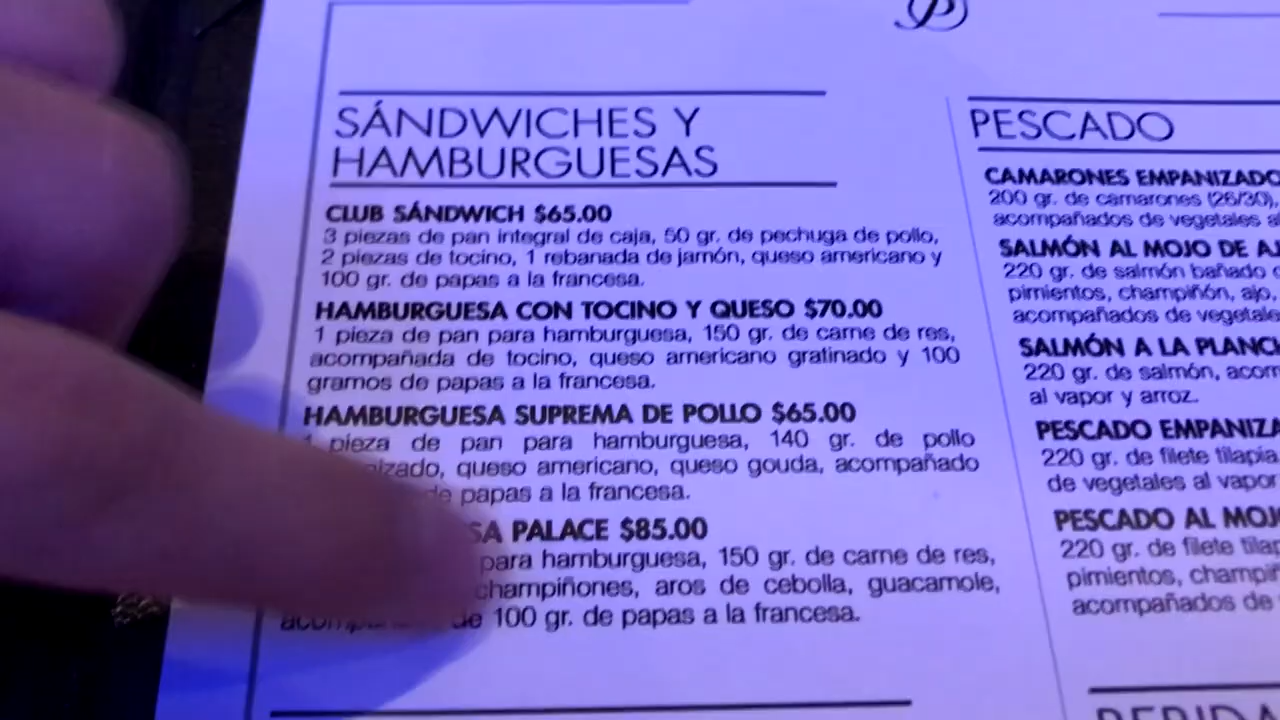 P
SÁNDWICHES Y
HAMBURGUESAS
CLUB SÁNDWICH $65.00
3 piezas de pan integral de caja, 50 gr. de pechuga de pollo,
2 piezas de tocino, 1 rebanada de jamón, queso americano y
100 gr. de papas a la francesa.
HAMBURGUESA CON TOCINO Y QUESO $70.00
1 pieza de pan para hamburguesa, 150 gr. de carne de res,
acompañada de tocino, queso americano gratinado y 100
gramos de papas a la francesa.
HAMBURGUESA SUPREMA DE POLLO $65.00
1 pieza de pan para hamburguesa, 140 gr. de pollo
queso americano, queso gouda, acompañado
de papas a la francesa.
PALACE $85.00
para hamburguesa, 150 gr. de carne de res,
champiñones, aros de cebolla, guacamole,
de 100 gr. de papas a la francesa.
PESCADO
CAMARONES EMPANIZADO
200 gr. de camarones (26/30),
acompañados de vegetales a
SALMÓN AL MOJO DE
220 gr. de salmón bañado
pimientos, champiñón, ajo,
acompañados de
SALMÓN A LA
220 gr. de salmón,
al vapor y arroz.
PESCADO
220 gr. de filete tilapia
de vegetales al vapor
PESCADO AL
220 gr. de filete
pimientos,
acompañados de